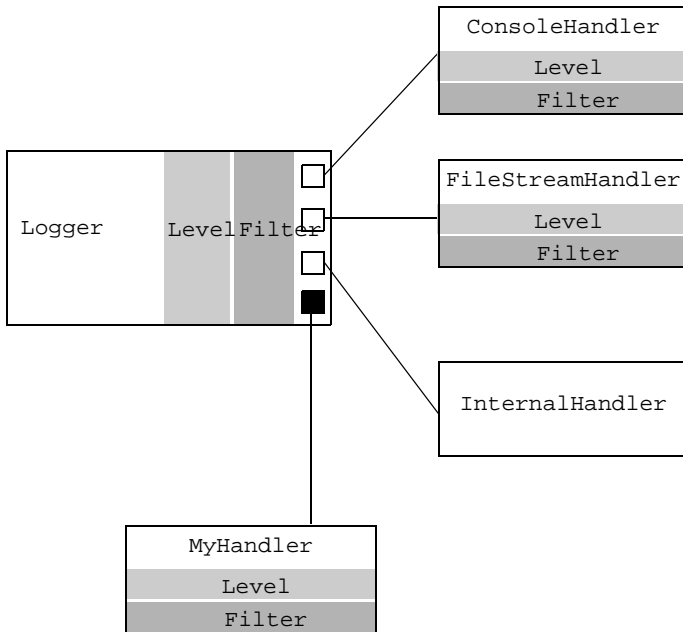 ConsoleHandler
Level
Filter
FileStreamHandler
Level
Filter
Logger
Level
Filter
InternalHandler
MyHandler
Level
Filter